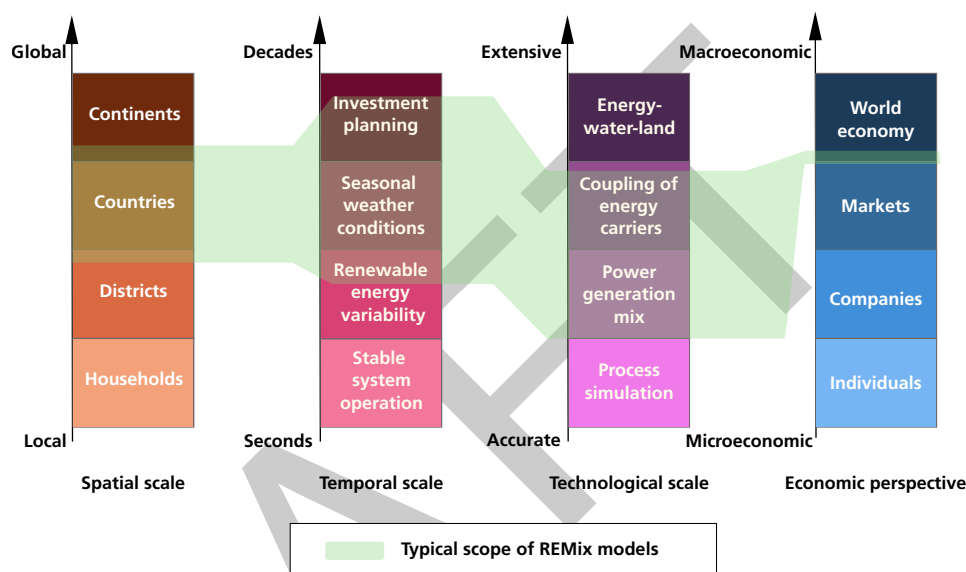 Global
Decades
Extensive
Macroeconomic
Continents
Investment
planning
Energy-
water-land
World
economy
Countries
Seasonal
weather
conditions
Coupling of
energy
carriers
Markets
Districts
Renewable
energy
variability
Power
generation
mix
Companies
Households
Stable
system
operation
Process
simulation
Individuals
Local
Seconds
Accurate
Microeconomic
Spatial scale
Temporal scale
Technological scale
Economic perspective
Typical scope of REMix models